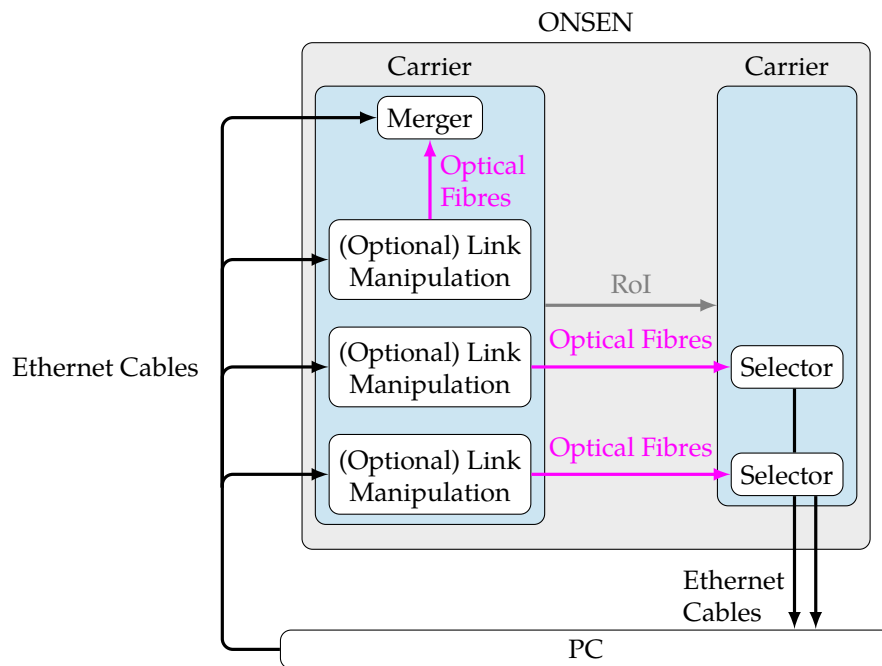 ONSEN
Carrier
Carrier
Merger
Optical
Fibres
(Optional) Link
Manipulation
RoI
Optical Fibres
Ethernet Cables
(Optional) Link
Manipulation
Selector
Optical Fibres
(Optional) Link
Manipulation
Selector
Ethernet
Cables
PC